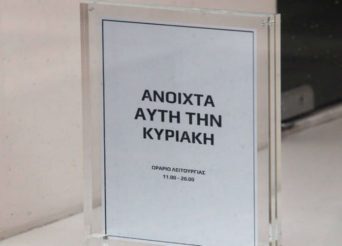 ΑΝΟΙΧΤΑ
ΑΥΤΗ ΤΗΝ
ΚΥΡΙΑΚΗ
ΩΡΑΡΙΟ ΛΕΙΤΟΥΡΓΙΑΣ
11.00 - 20.00